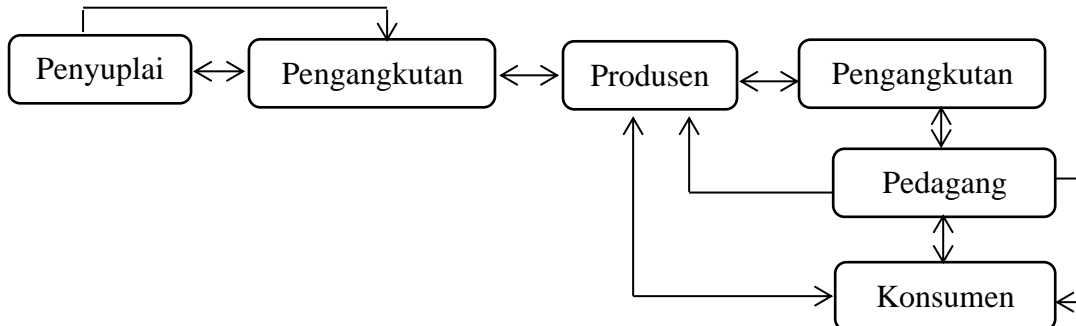 Penyuplai
Pengangkutan
Produsen
Pengangkutan
Pedagang
Konsumen